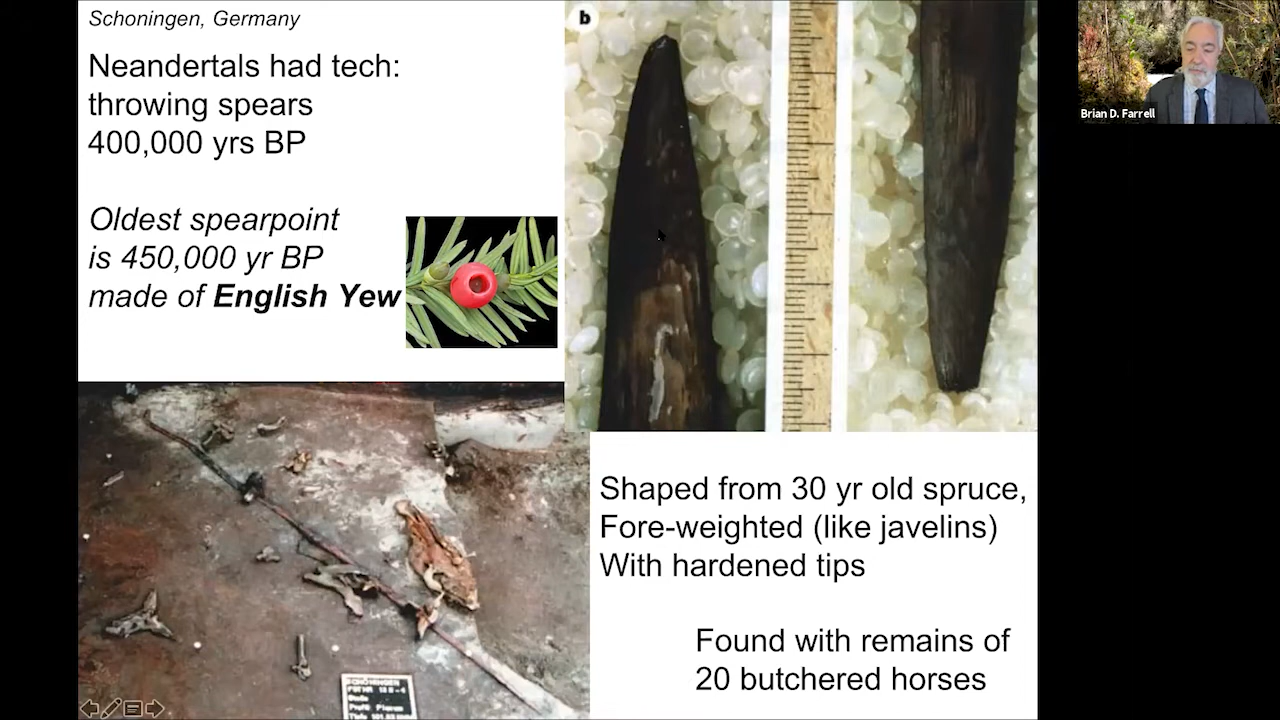 Schoningen, Germany
Neandertals had tech:
throwing spears
400,000 yrs BP
Oldest spearpoint
is 450,000 yr BP
made of English Yew
b
Brian D. Farrell
Shaped from 30 yr old spruce,
Fore-weighted (like javelins)
With hardened tips
Found with remains of
20 butchered horses